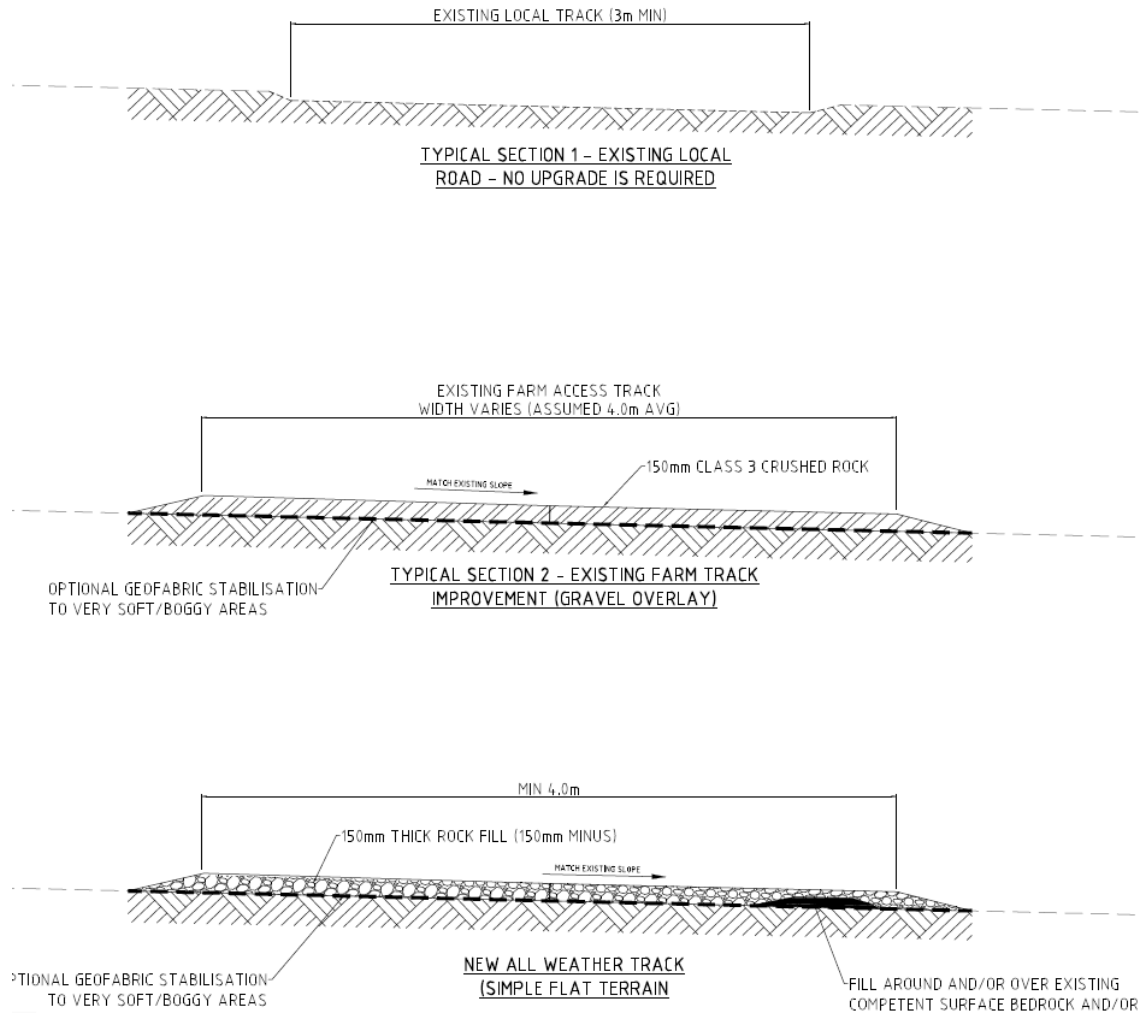 EXISTING LOCAL TRACK (3m MIN)
TYPICAL SECTION 1 - EXISTING LOCAL
ROAD - NO UPGRADE IS REQUIRED
EXISTING FARM ACCESS TRACK
WIDTH VARIES (ASSUMED 4.0m AVG)
150mm CLASS 3 CRUSHED ROCK
MATCH EXISTING SLOPE
OPTIONAL GEOFABRIC STABILISATION
TO VERY SOFT/BOGGY AREAS
TYPICAL SECTION 2 - EXISTING FARM TRACK
IMPROVEMENT (GRAVEL OVERLAY)
MIN 4.0m
150mm THICK ROCK FILL (150mm MINUS)
MATCH EXISTING SLOPE
PTIONAL GEOFABRIC STABILISATION
TO VERY SOFT/BOGGY AREAS
NEW ALL WEATHER TRACK
(SIMPLE FLAT TERRAIN
FILL AROUND AND/OR OVER EXISTING
COMPETENT SURFACE BEDROCK AND/OR